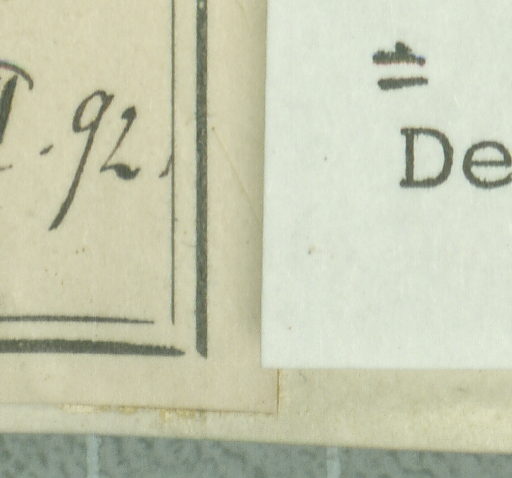 . 92.
=
De